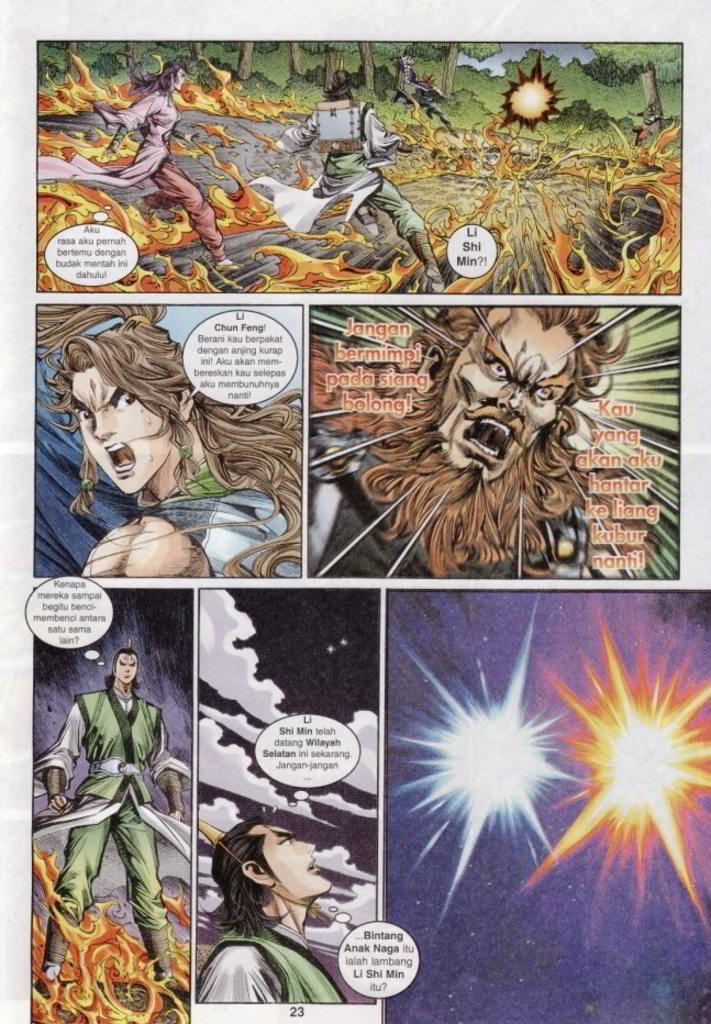 Aku
rasa aku pernah
bertemu dengan
budak mentah ini
dahulu!
Li
Shi
Min?!
Li
Chun Feng!
Berani kau berpakat
dengan anjing kurap
ini! Aku akan mem-
bereskan kau selepas
aku membunuhnya
nanti!
Jangan
bermimpi
pada siang
bolong!
Kau
yang
akan aku
hantar
ke liang
kubur
nanti!
Kenapa
mereka sampai
begitu benci-
membenci antara
satu sama
lain?
Li
Shi Min telah
datang Wilayah
Selatan ini sekarang.
Jangan-jangan
...
...Bintang
Anak Naga itu
ialah lambang
Li Shi Min
itu?
23